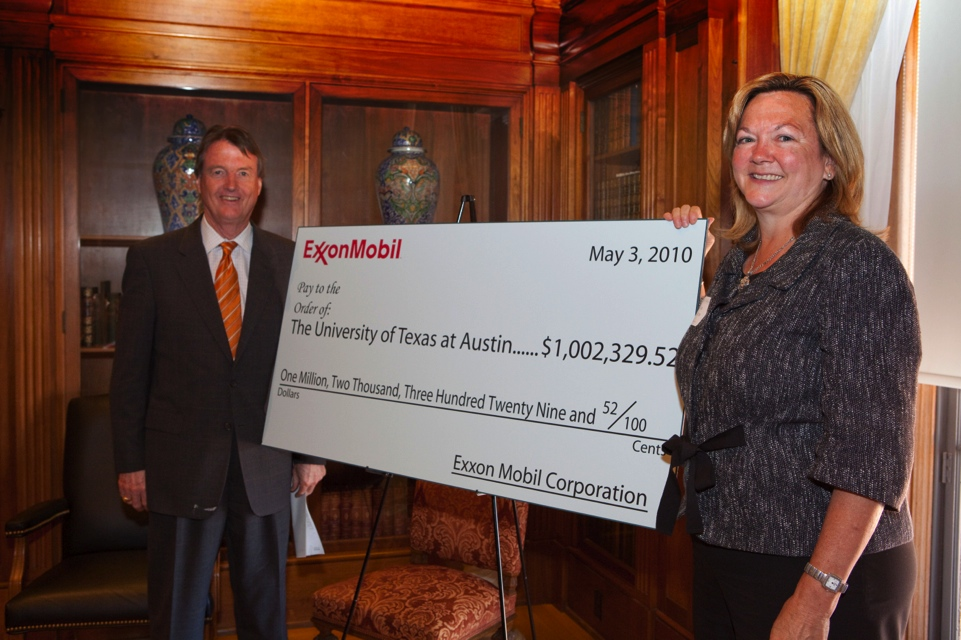 ExxonMobil
May 3, 2010
Pay to the
Order of:
The University of Texas at Austin...... $1,002,329.52
One Million, Two Thousand, Three Hundred Twenty Nine and 52/100
Dollars
Cents
Exxon Mobil Corporation